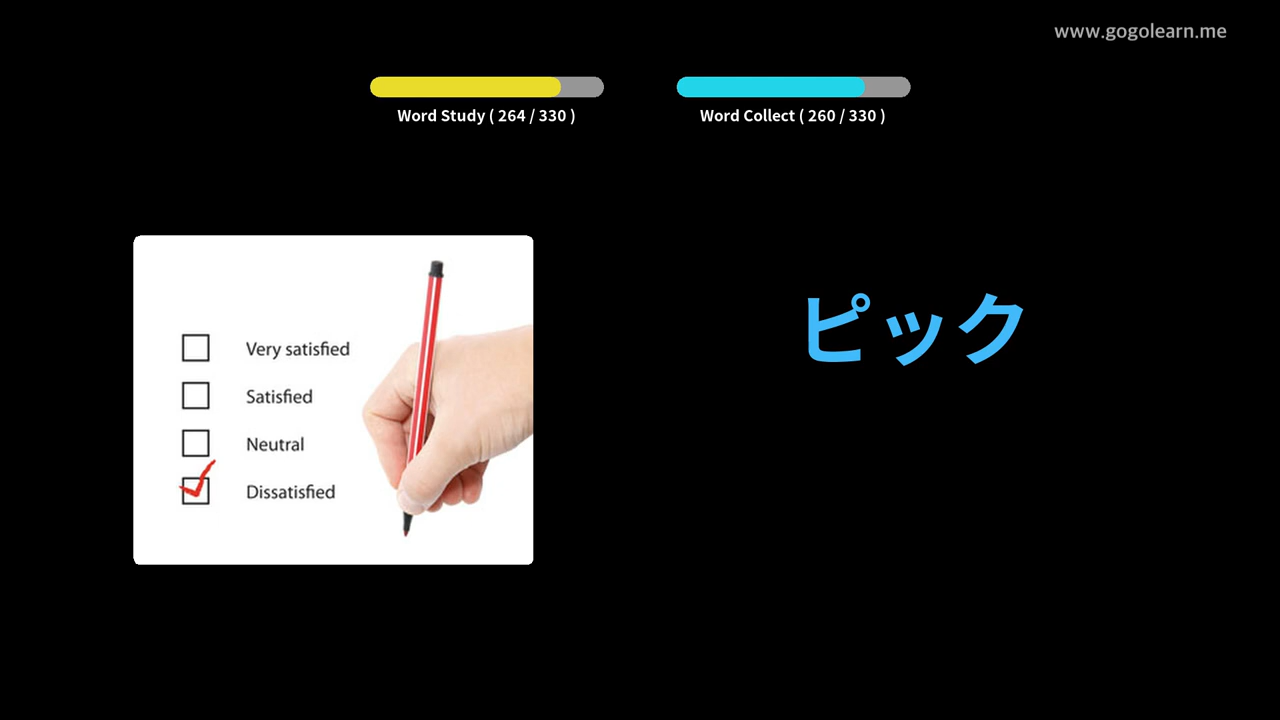 www.gogolearn.me
Word Study ( 264 / 330 )
Word Collect ( 260 / 330 )
Very satisfied
Satisfied
Neutral
Dissatisfied
ピック